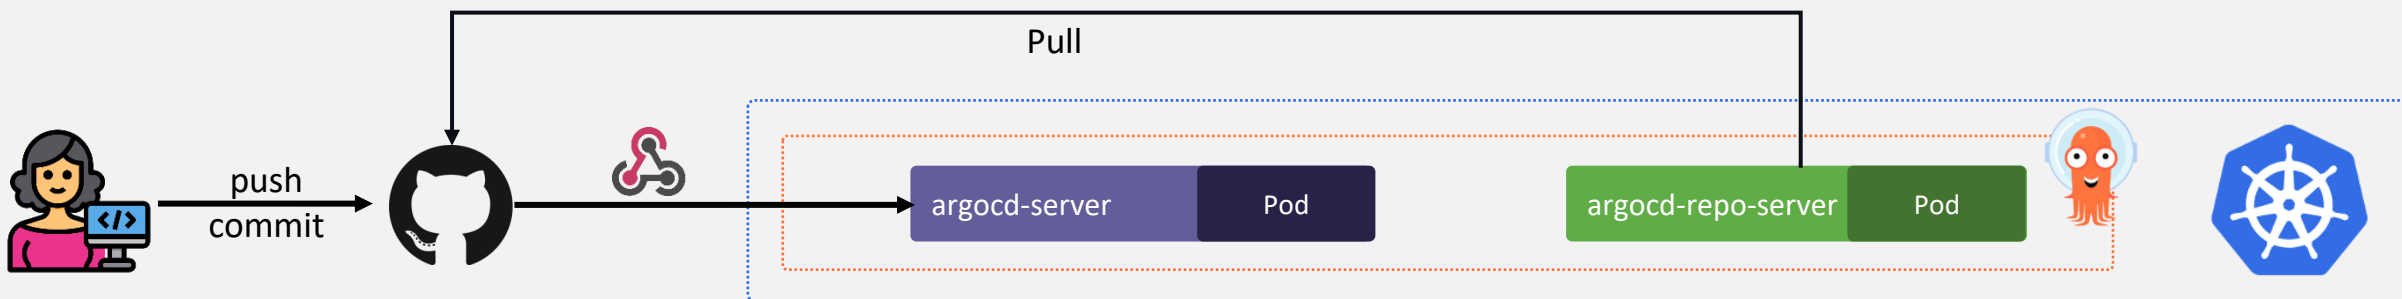 Pull
push
commit
</>
argocd-server
Pod
argocd-repo-server
Pod